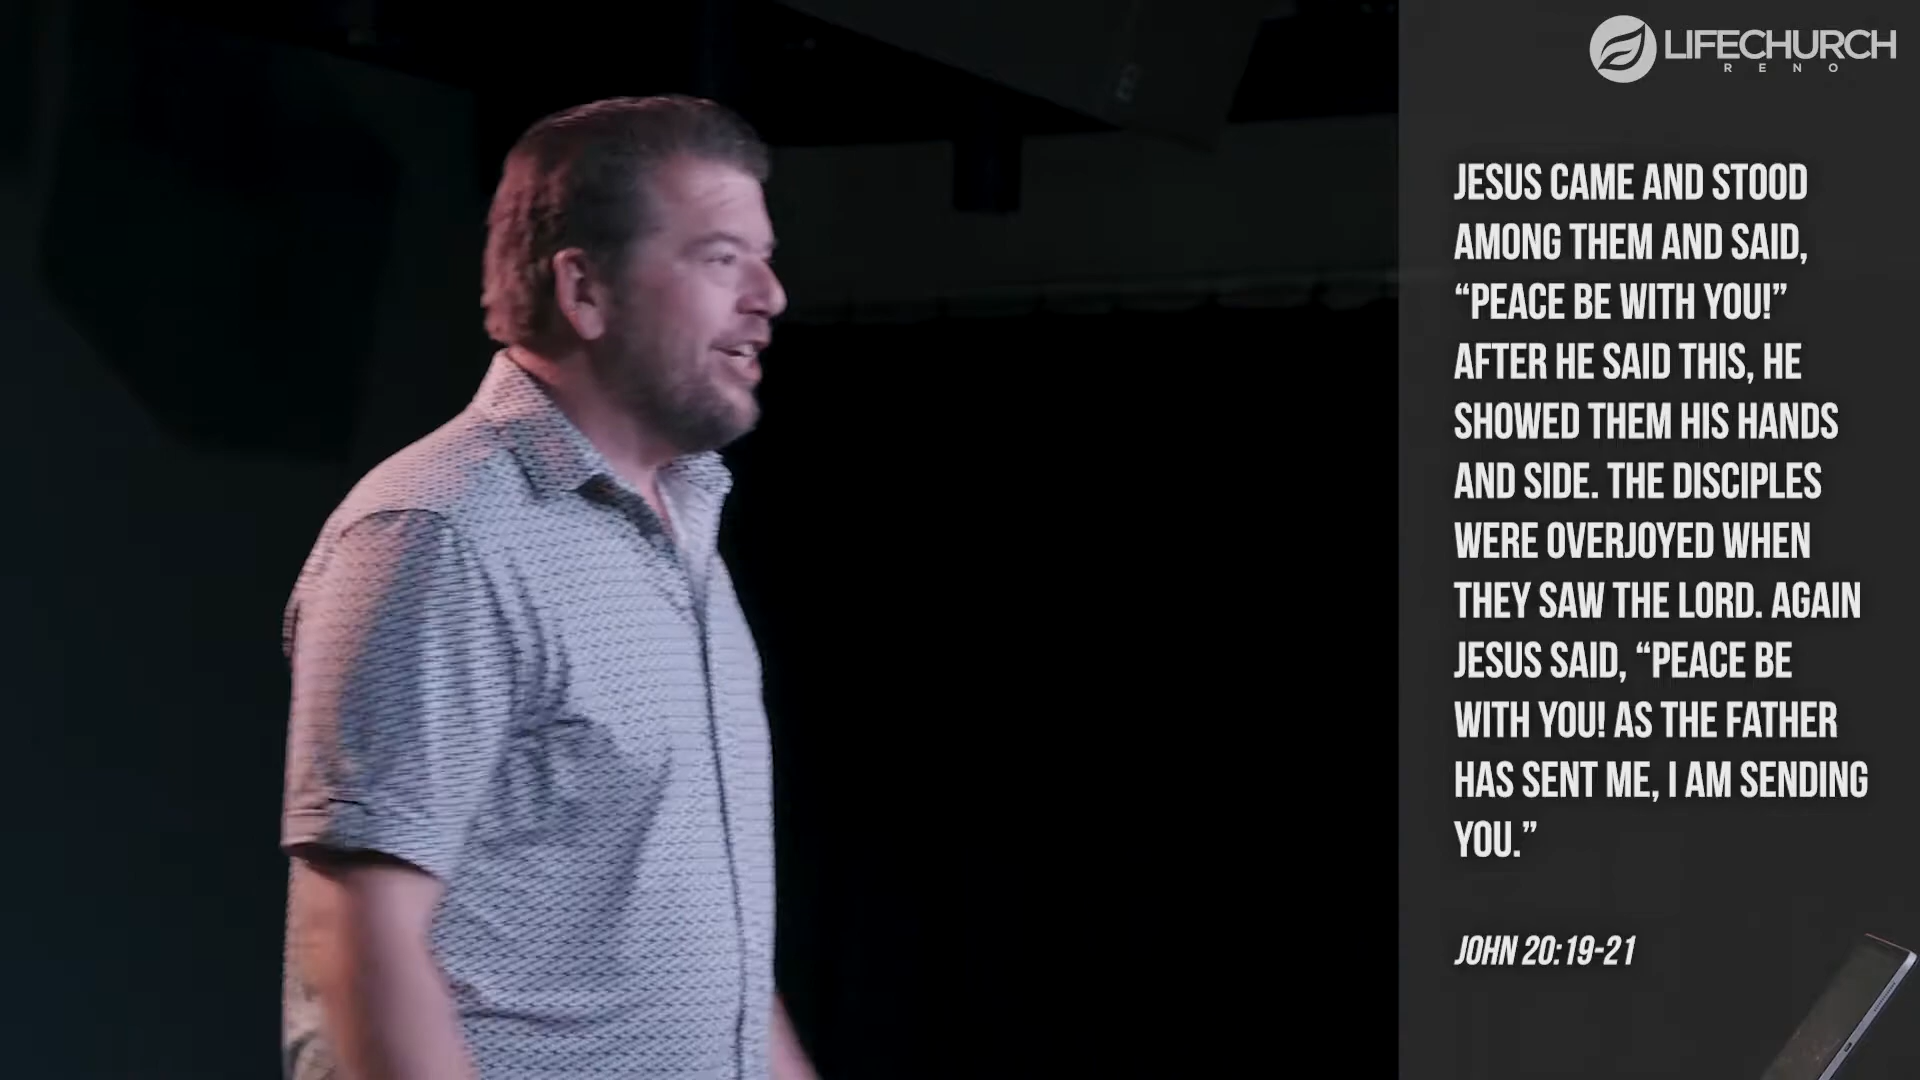 LIFECHURCH
RENO
JESUS CAME AND STOOD
AMONG THEM AND SAID,
“PEACE BE WITH YOU!”
AFTER HE SAID THIS, HE
SHOWED THEM HIS HANDS
AND SIDE. THE DISCIPLES
WERE OVERJOYED WHEN
THEY SAW THE LORD. AGAIN
JESUS SAID, “PEACE BE
WITH YOU! AS THE FATHER
HAS SENT ME, I AM SENDING
YOU.”
JOHN 20:19-21